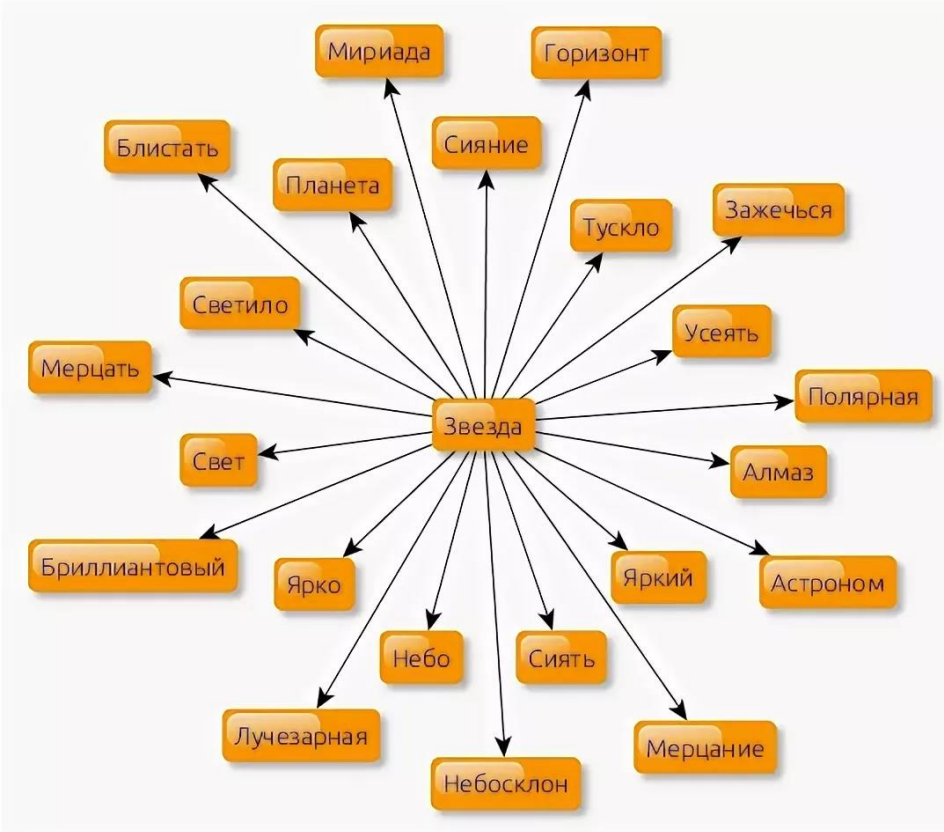 Мириада
Горизонт
Сияние
Блистать
Планета
Зажечься
Тускло
Светило
Усеять
Мерцать
Полярная
Звезда
Свет
Алмаз
Бриллиантовый
Ярко
Яркий
Астроном
Небо
Сиять
Лучезарная
Мерцание
Небосклон